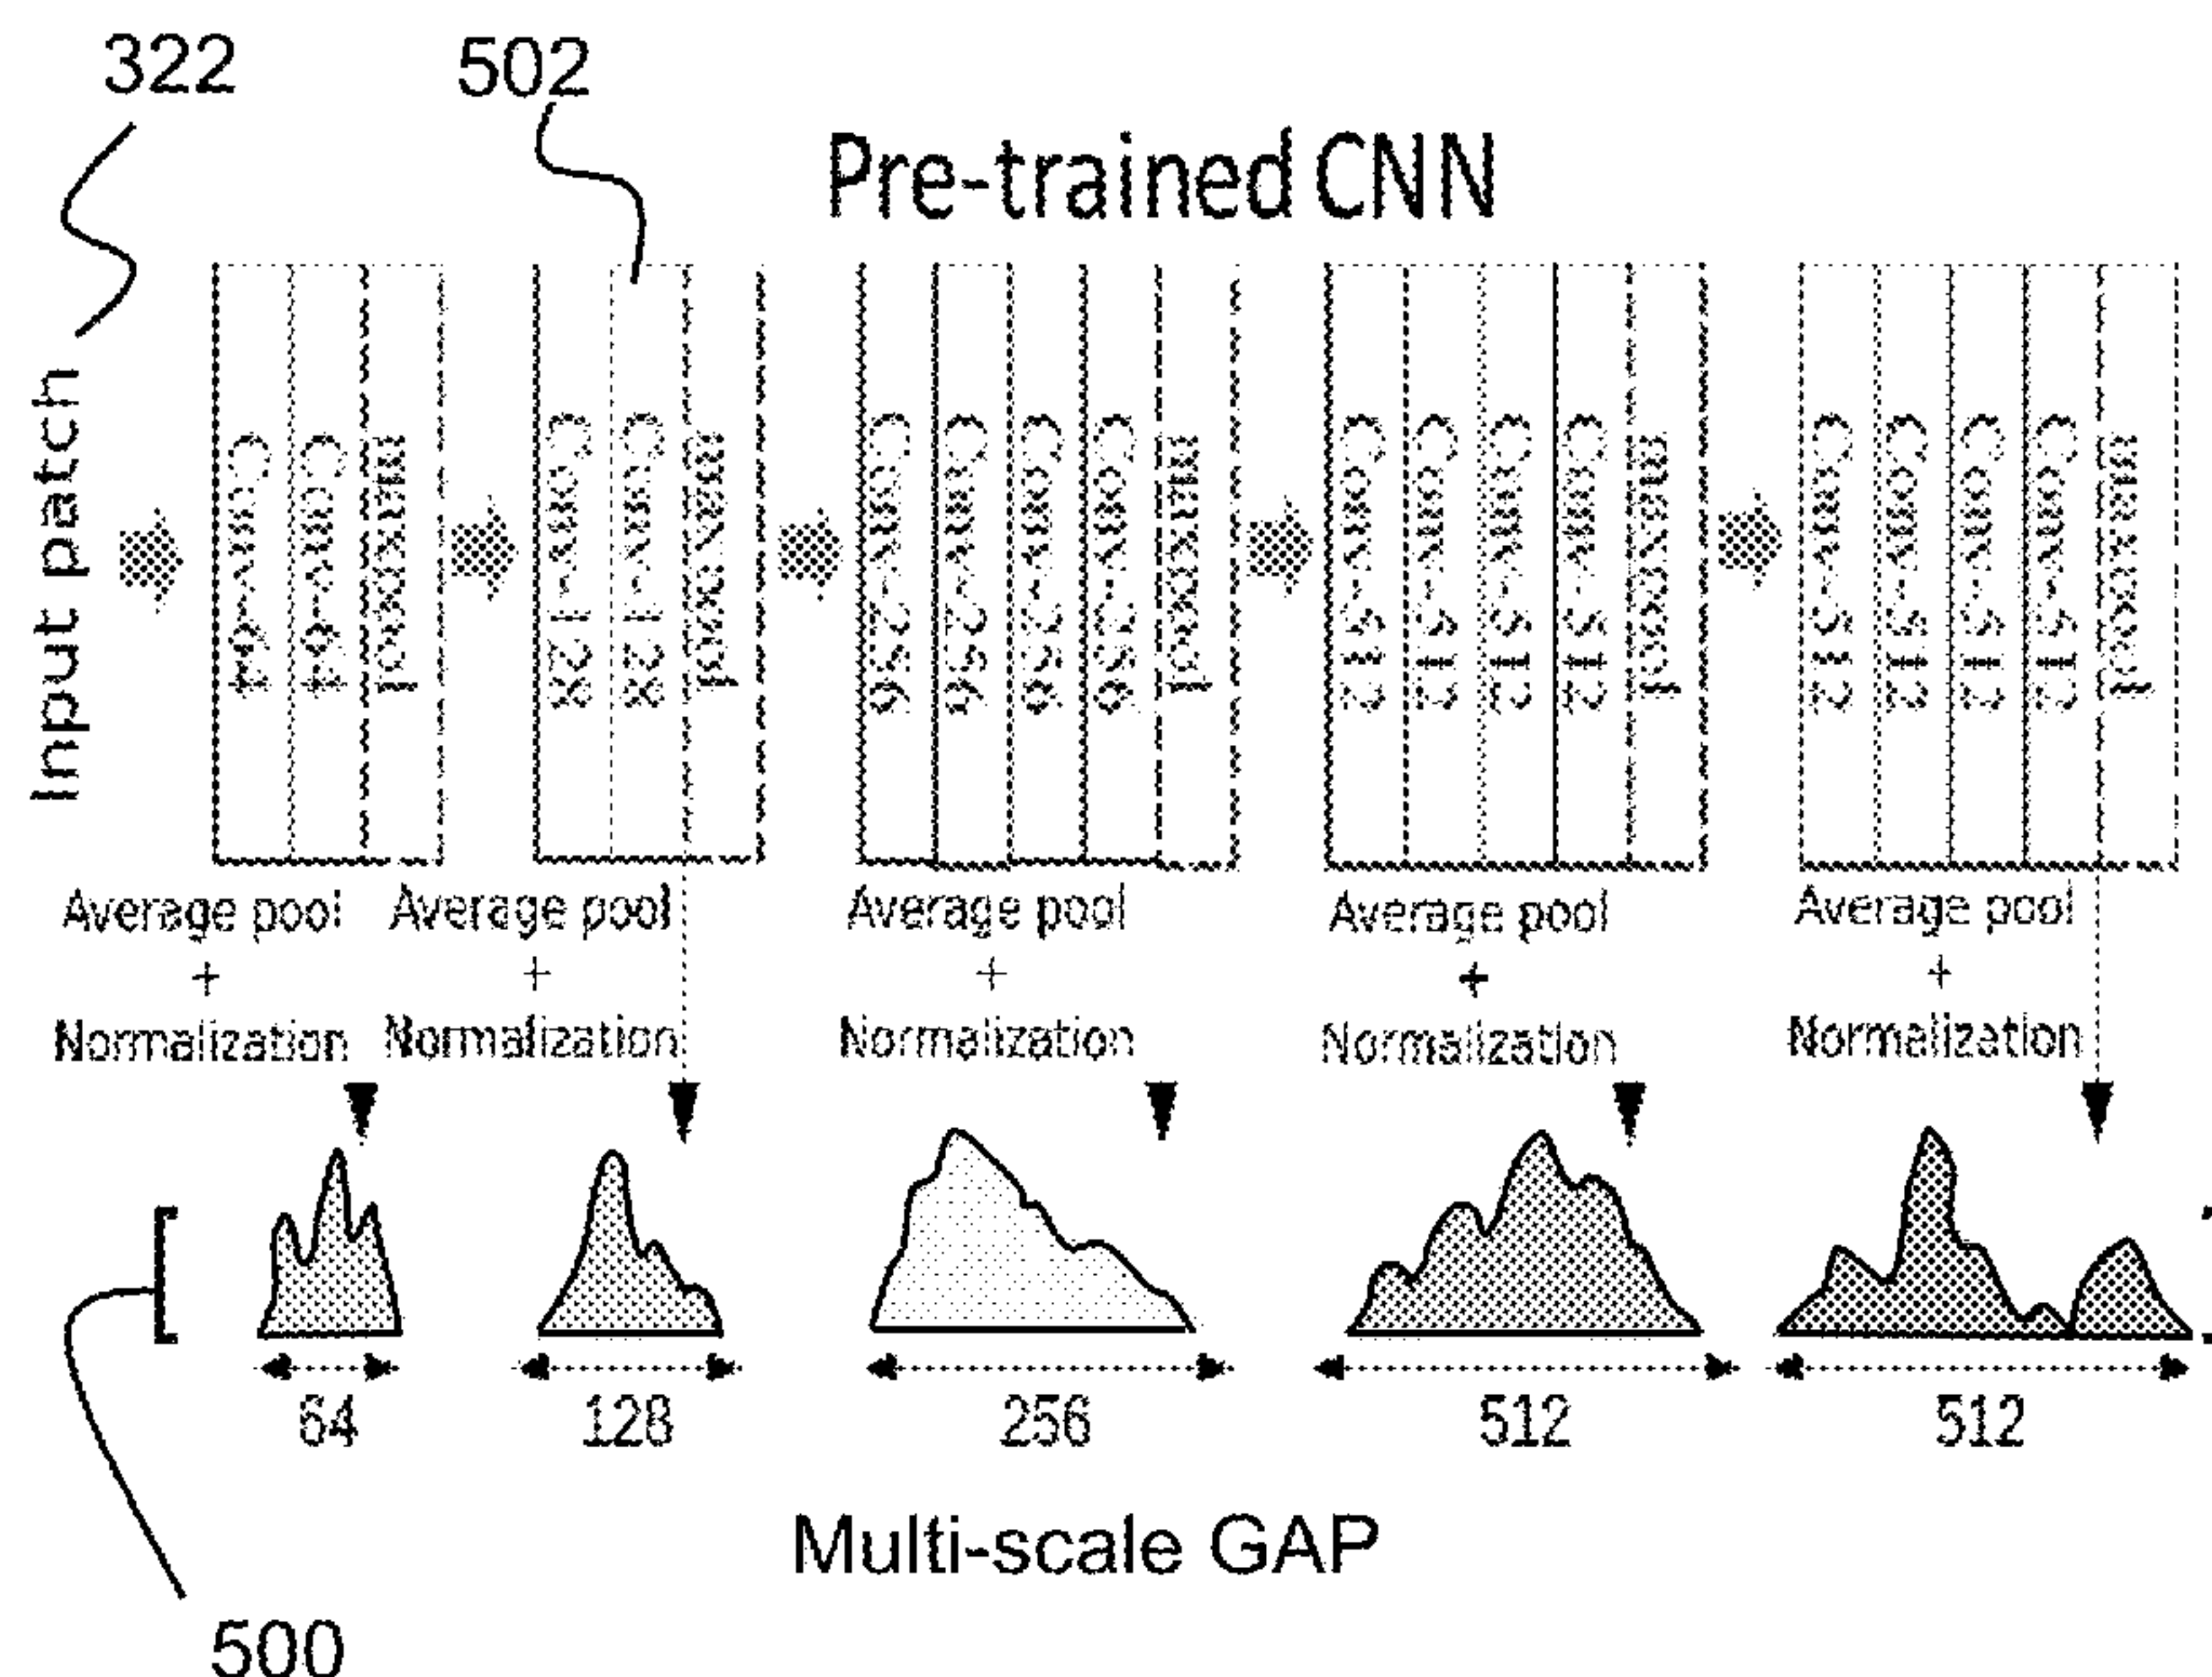 322
502
Pre-trained CNN
Input patch
Conv-64
Conv-64
maxpool
Conv-128
Conv-128
maxpool
Conv-256
Conv-256
Conv-256
Conv-256
maxpool
Conv-512
Conv-512
Conv-512
Conv-512
maxpool
Conv-512
Conv-512
Conv-512
Conv-512
maxpool
Average pool
+
Normalization
Average pool
+
Normalization
Average pool
+
Normalization
Average pool
+
Normalization
Average pool
+
Normalization
64
128
256
512
512
Multi-scale GAP
500